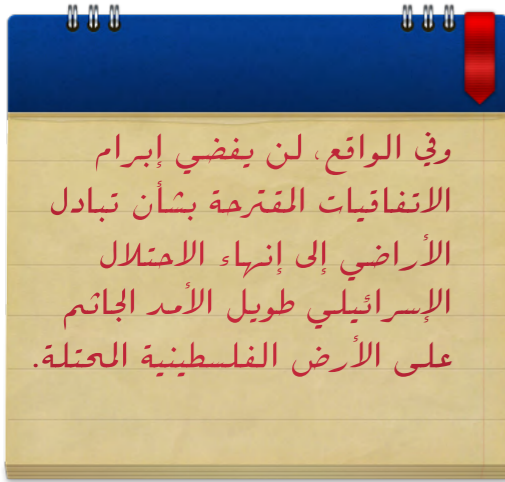 وفي الواقع، لن يفضي إبرام
الاتفاقيات المقترحة بشأن تبادل
الأراضي إلى إنهاء الاحتلال
الإسرائيلي طويل الأمد الجاثم
على الأرض الفلسطينية المحتلة.